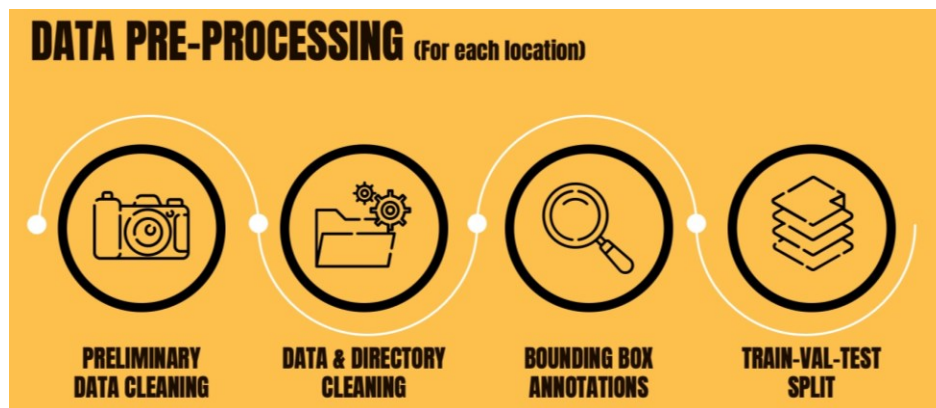 DATA PRE-PROCESSING (For each location)
PRELIMINARY
DATA CLEANING
DATA & DIRECTORY
CLEANING
BOUNDING BOX
ANNOTATIONS
TRAIN-VAL-TEST
SPLIT